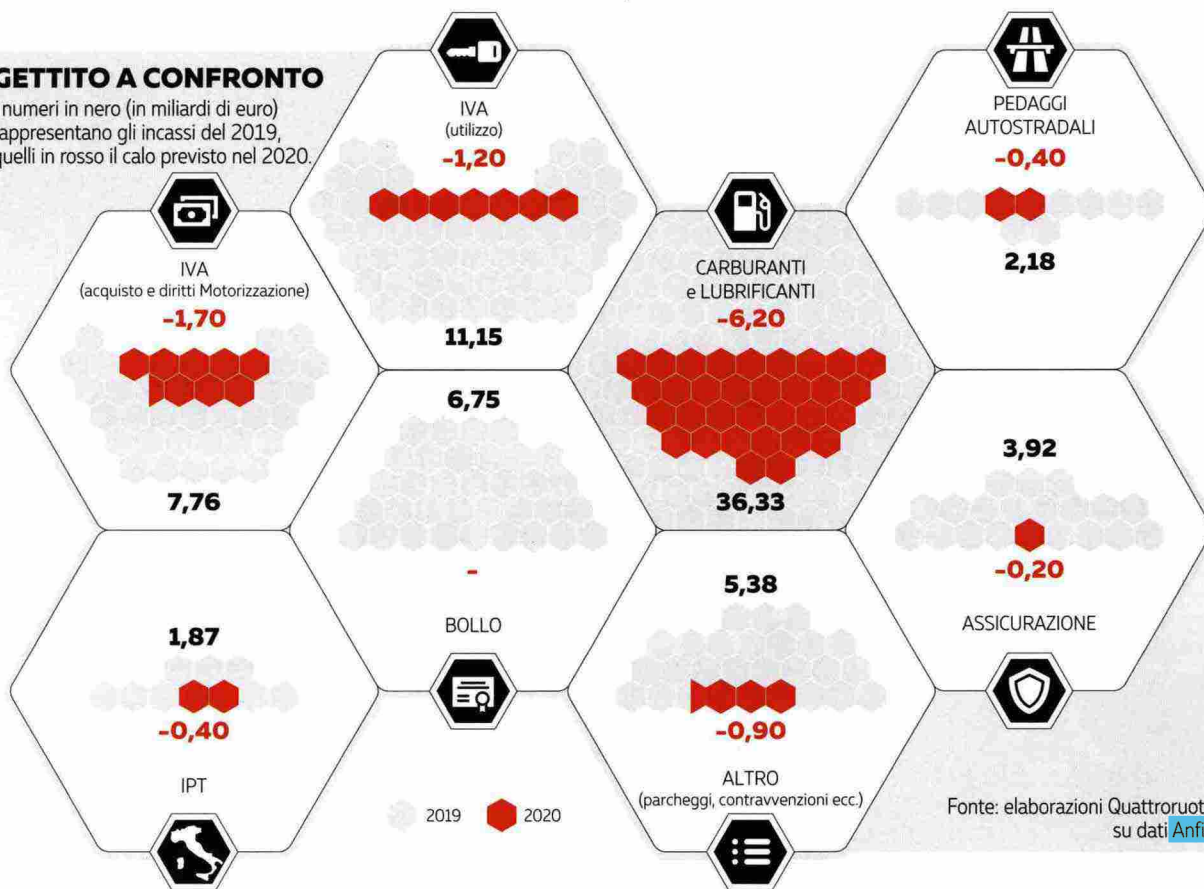 GETTITO A CONFRONTO
numeri in nero (in miliardi di euro)
appresentano gli incassi del 2019,
quelli in rosso il calo previsto nel 2020.
IVA
(utilizzo)
-1,20
11,15
PEDAGGI
AUTOSTRADALI
-0,40
2,18
IVA
(acquisto e diritti Motorizzazione)
-1,70
7,76
CARBURANTI
e LUBRIFICANTI
-6,20
36,33
6,75
-
BOLLO
3,92
-0,20
ASSICURAZIONE
1,87
-0,40
IPT
5,38
-0,90
ALTRO
(parcheggi, contravvenzioni ecc.)
2019
2020
Fonte: elaborazioni Quattroruot
su dati Anfi